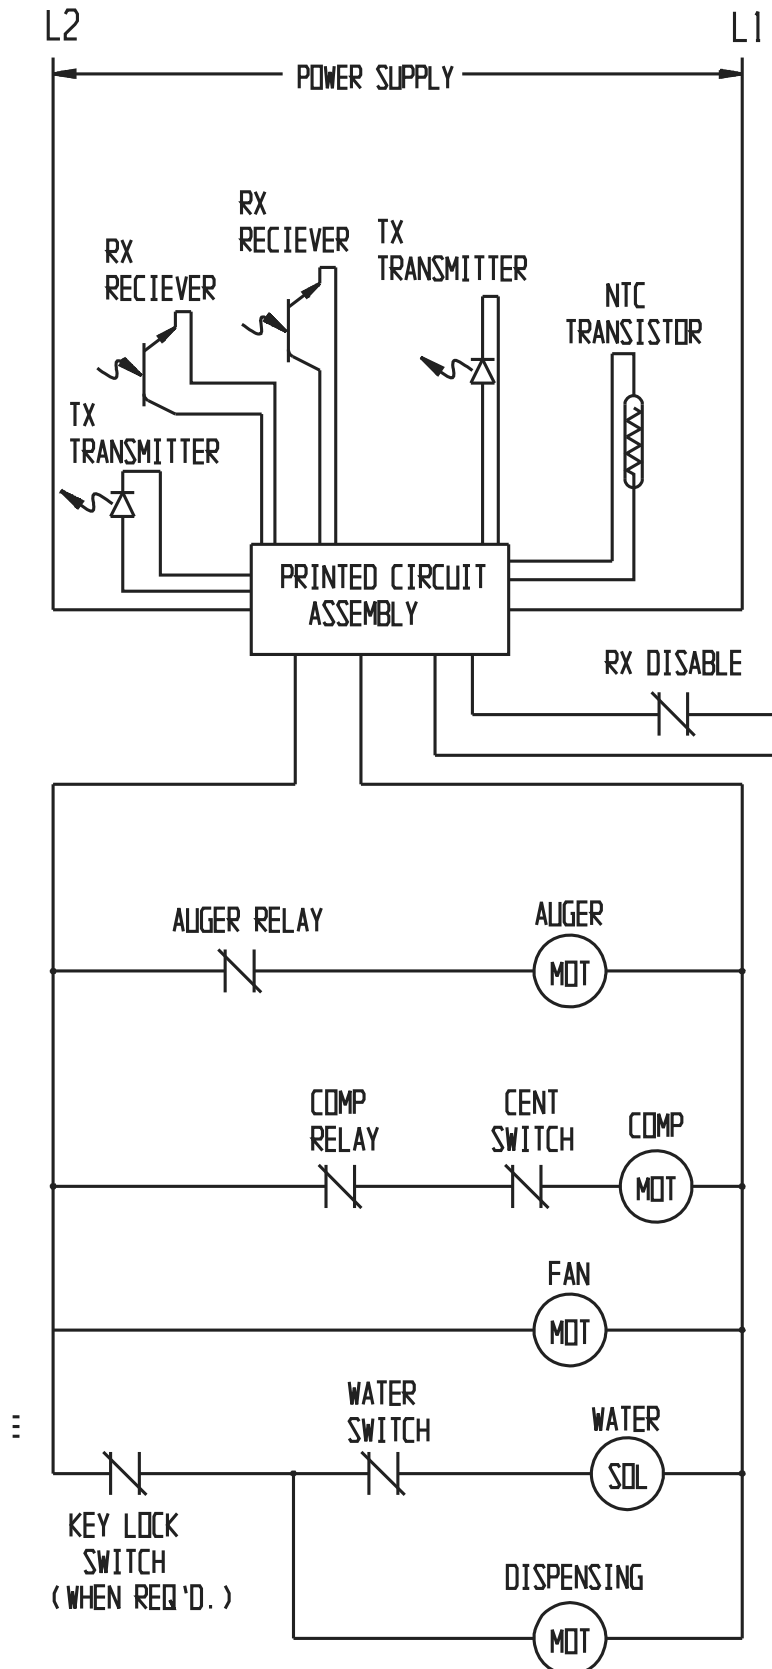 L2
L1
POWER SUPPLY
RX
RECIEVER
TX
TRANSMITTER
RX
RECIEVER
NTC
TRANSISTOR
TX
TRANSMITTER
PRINTED CIRCUIT
ASSEMBLY
RX DISABLE
AUGER RELAY
AUGER
MOT
COMP
RELAY
CENT
SWITCH
COMP
MOT
FAN
MOT
WATER
SWITCH
WATER
SOL
KEY LOCK
SWITCH
(WHEN REQ'D.)
DISPENSING
MOT